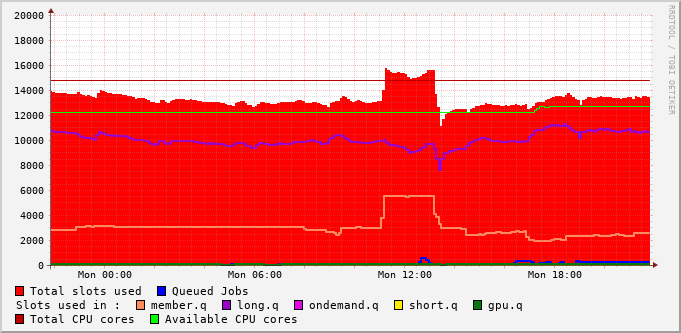 20000
18000
16000
14000
12000
10000
8000
6000
4000
2000
0
Mon 00:00 Mon 06:00 Mon 12:00 Mon 18:00
RRDTOOL / TOBI OETIKER
Total slots used Queued Jobs
Slots used in : member.q long.q ondemand.q short.q gpu.q
Total CPU cores Available CPU cores